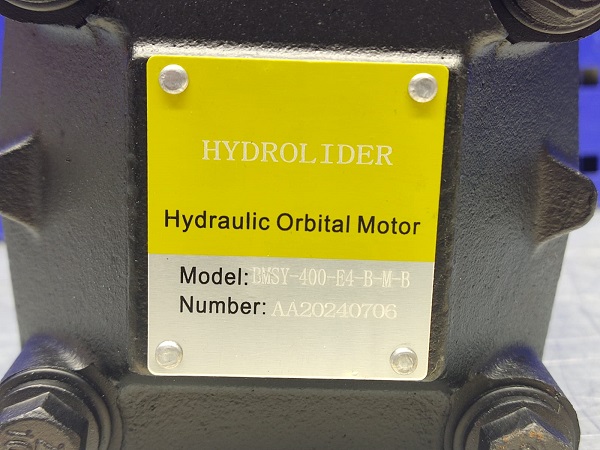 HYDROLIDER
Hydraulic Orbital Motor
Model: BMSY-400-E4-B-M-B
Number: AA20240706